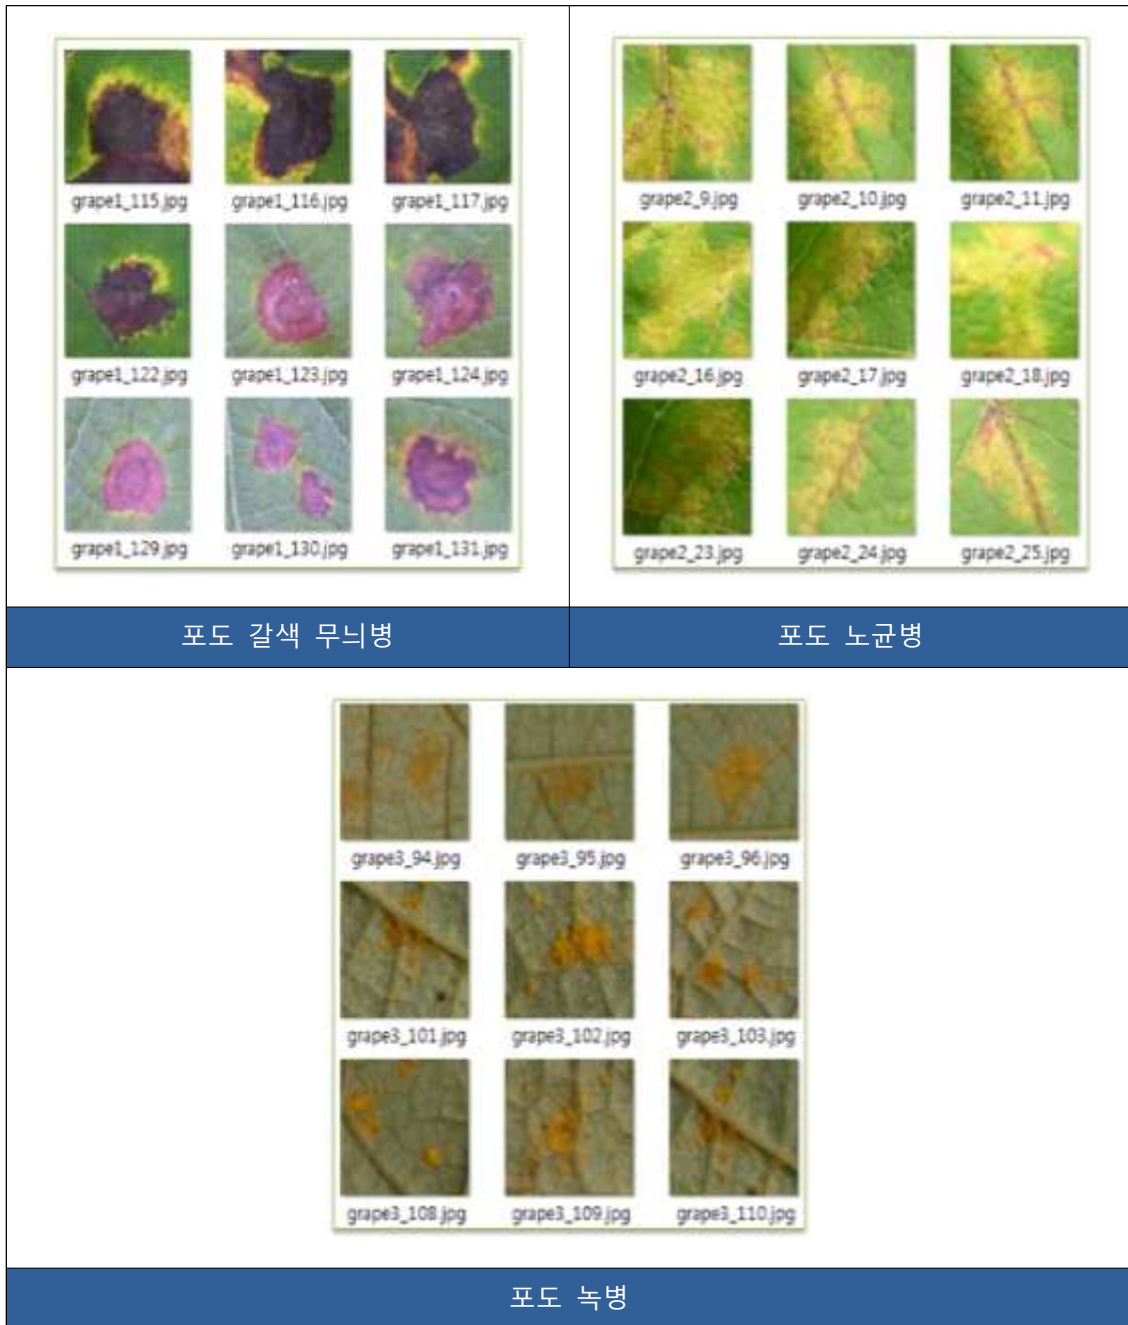 grape1_115.jpg grape1_116.jpg grape1_117.jpg
grape1_122.jpg grape1_123.jpg grape1_124.jpg
grape1_129.jpg grape1_130.jpg grape1_131.jpg
포도 갈색 무늬병
grape2_9.jpg grape2_10.jpg grape2_11.jpg
grape2_16.jpg grape2_17.jpg grape2_18.jpg
grape2_23.jpg grape2_24.jpg grape2_25.jpg
포도 노균병
grape3_94.jpg grape3_95.jpg grape3_96.jpg
grape3_101.jpg grape3_102.jpg grape3_103.jpg
grape3_108.jpg grape3_109.jpg grape3_110.jpg
포도 녹병